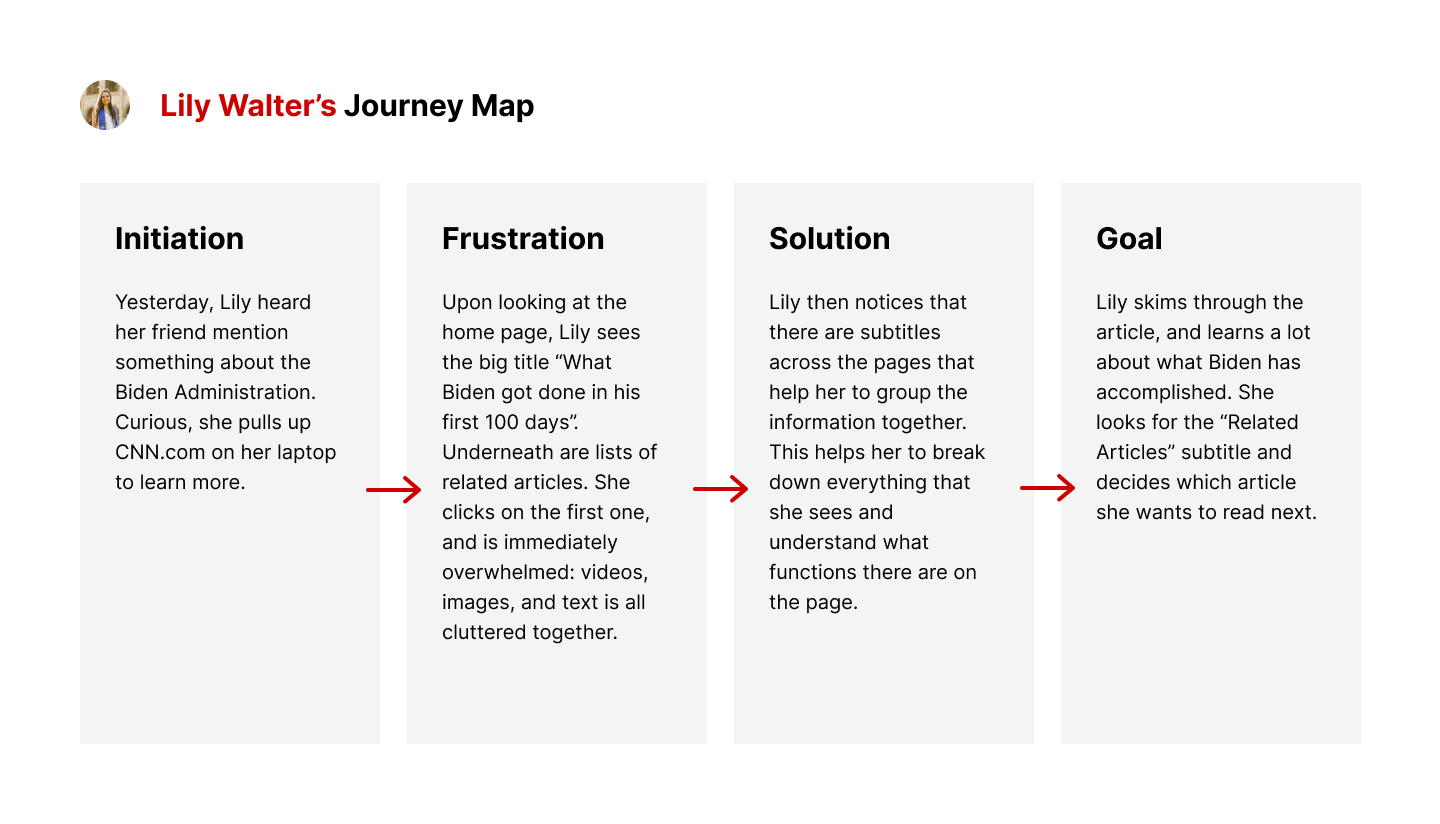 Lily Walter’s Journey Map
Initiation
Yesterday, Lily heard
her friend mention
something about the
Biden Administration.
Curious, she pulls up
CNN.com on her laptop
to learn more.
Frustration
Upon looking at the
home page, Lily sees
the big title “What
Biden got done in his
first 100 days”.
Underneath are lists of
related articles. She
clicks on the first one,
and is immediately
overwhelmed: videos,
images, and text is all
cluttered together.
Solution
Lily then notices that
there are subtitles
across the pages that
help her to group the
information together.
This helps her to break
down everything that
she sees and
understand what
functions there are on
the page.
Goal
Lily skims through the
article, and learns a lot
about what Biden has
accomplished. She
looks for the “Related
Articles” subtitle and
decides which article
she wants to read next.